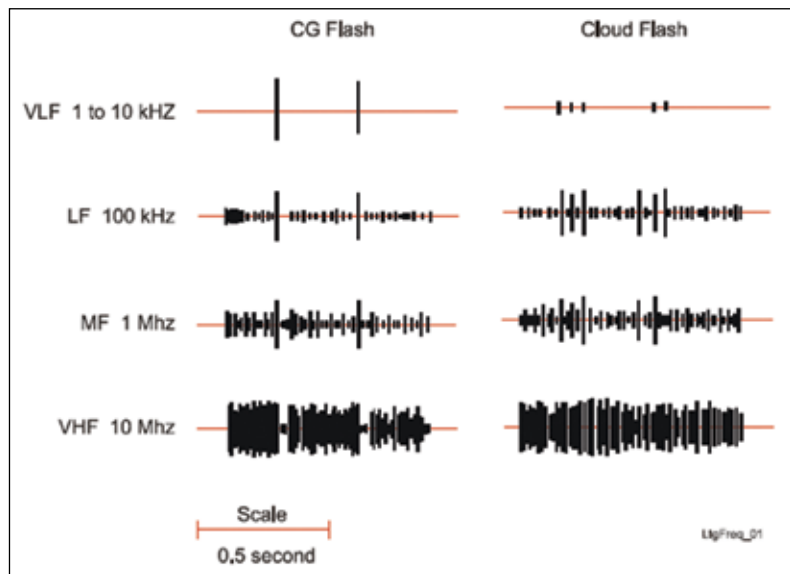 CG Flash
Cloud Flash
VLF 1 to 10 kHZ
LF 100 kHz
MF 1 Mhz
VHF 10 Mhz
Scale
0.5 second
LtgFreq_01